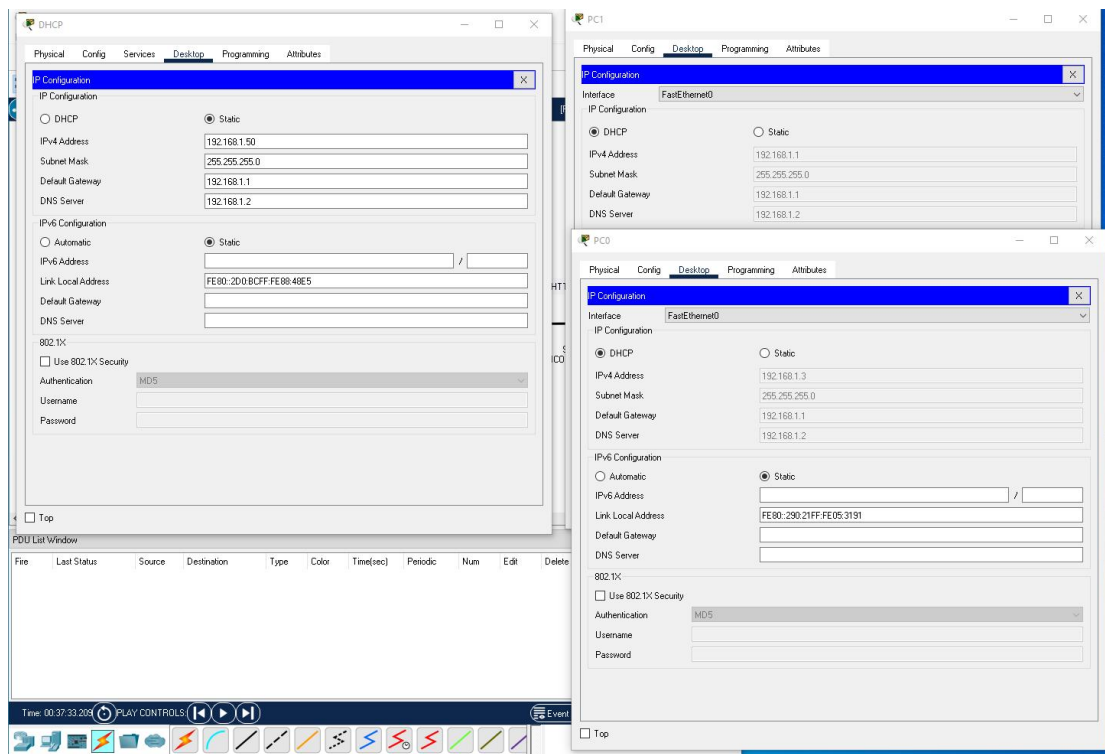 DHCP
Physical Config Services Desktop Programming Attributes
IP Configuration X
IP Configuration
DHCP Static
IPv4 Address 192.168.1.50
Subnet Mask 255.255.255.0
Default Gateway 192.168.1.1
DNS Server 192.168.1.2
IPv6 Configuration
Automatic Static
IPv6 Address /
Link Local Address FE80::2D0:BCFF:FE88:48E5
Default Gateway
DNS Server
802.1X
Use 802.1X Security
Authentication MD5
Username
Password
Top
PC1
Physical Config Desktop Programming Attributes
IP Configuration X
Interface FastEthernet0
IP Configuration
DHCP Static
IPv4 Address 192.168.1.1
Subnet Mask 255.255.255.0
Default Gateway 192.168.1.1
DNS Server 192.168.1.2
PC0
Physical Config Desktop Programming Attributes
IP Configuration X
Interface FastEthernet0
IP Configuration
DHCP Static
IPv4 Address 192.168.1.3
Subnet Mask 255.255.255.0
Default Gateway 192.168.1.1
DNS Server 192.168.1.2
IPv6 Configuration
Automatic Static
IPv6 Address /
Link Local Address FE80::290:21FF:FE05:3191
Default Gateway
DNS Server
802.1X
Use 802.1X Security
Authentication MD5
Username
Password
Top
PDU List Window
Fire Last Status Source Destination Type Color Time(sec) Periodic Num Edit Delete
Time: 00:37:33.209 PLAY CONTROLS: Event